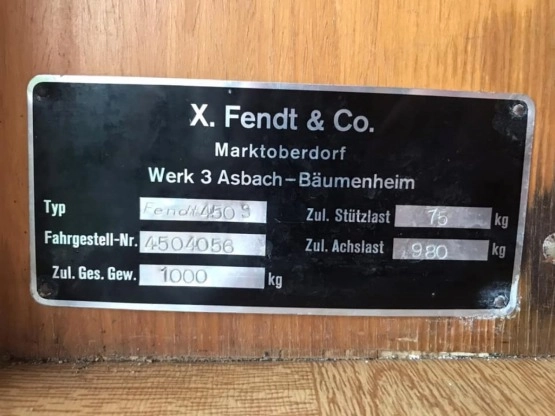 X. Fendt & Co.
Marktoberdorf
Werk 3 Asbach-Bäumenheim
Typ Fendt 450 S Zul. Stützlast 75 kg
Fahrgestell-Nr. 4504056 Zul. Achslast 980 kg
Zul. Ges. Gew. 1000 kg